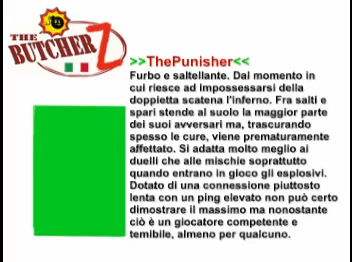 THE
BUTCHER Z
>>ThePunisher<<
Furbo e saltellante. Dal momento in
cui riesce ad impossessarsi della
doppietta scatena l'inferno. Fra salti e
spari stende al suolo la maggior parte
dei suoi avversari ma, trascurando
spesso le cure, viene prematuramente
affettato. Si adatta molto meglio ai
duelli che alle mischie soprattutto
quando entrano in gioco gli esplosivi.
Dotato di una connessione piuttosto
lenta con un ping elevato non può certo
dimostrare il massimo ma nonostante
ciò è un giocatore competente e
temibile, almeno per qualcuno.